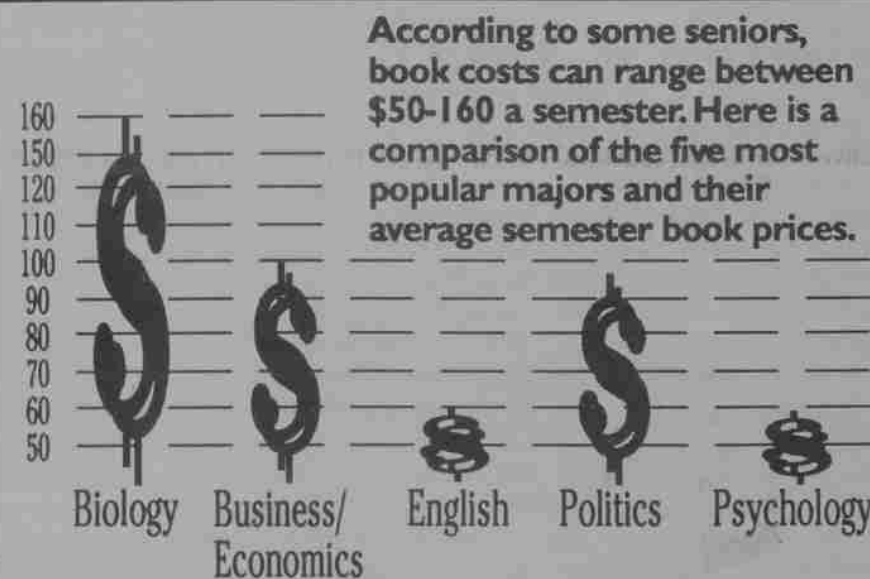 According to some seniors,
book costs can range between
$50-160 a semester. Here is a
comparison of the five most
popular majors and their
average semester book prices.
160
150
120
110
100
90
80
70
60
50
Biology
Business/
Economics
English
Politics
Psychology